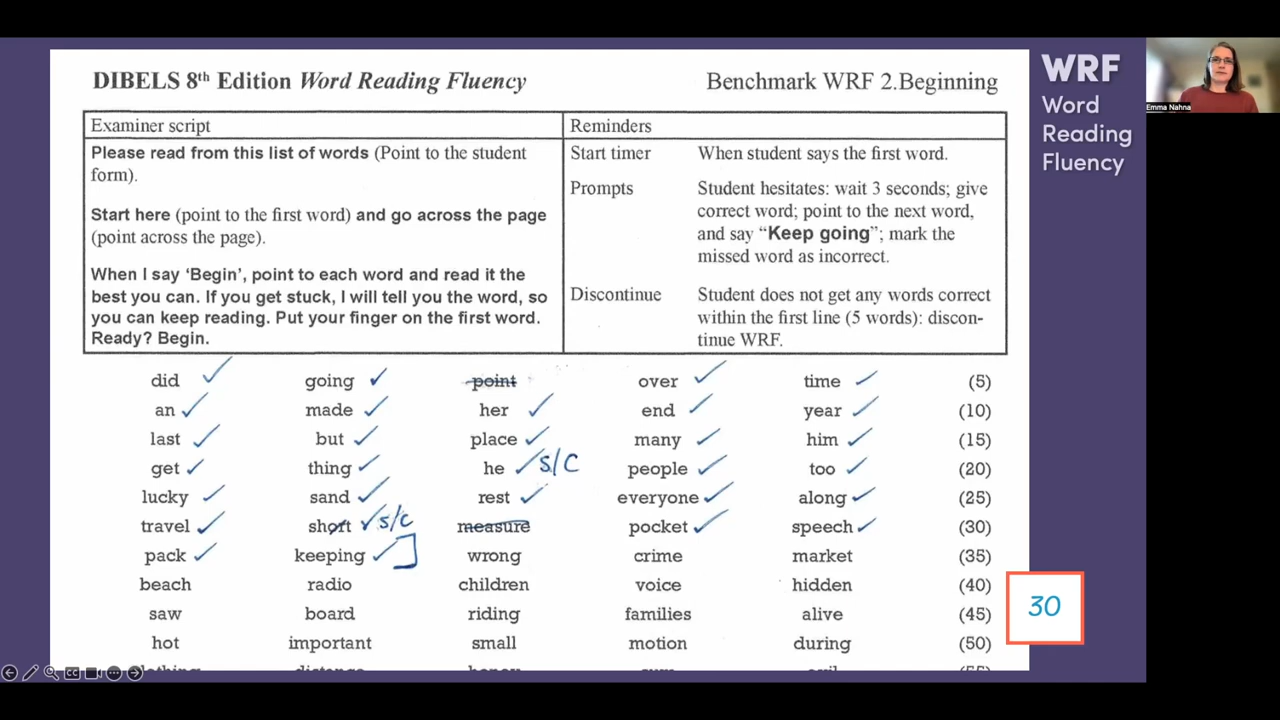 DIBELS 8th Edition Word Reading Fluency
Benchmark WRF 2.Beginning
WRF
Word
Reading
Fluency
Emma Nahna
Examiner script
Reminders
Please read from this list of words (Point to the student
form).
Start here (point to the first word) and go across the page
(point across the page).
When I say ‘Begin’, point to each word and read it the
best you can. If you get stuck, I will tell you the word, so
you can keep reading. Put your finger on the first word.
Ready? Begin.
Start timer When student says the first word.
Prompts Student hesitates: wait 3 seconds; give
correct word; point to the next word,
and say “Keep going”; mark the
missed word as incorrect.
Discontinue Student does not get any words correct
within the first line (5 words): discon-
tinue WRF.
did going point over time (5)
an made her end year (10)
last but place many him (15)
get thing he S/C people too (20)
lucky sand rest everyone along (25)
travel short S/C measure pocket speech (30)
pack keeping ] wrong crime market (35)
beach radio children voice hidden (40)
saw board riding families alive (45)
hot important small motion during (50)
30